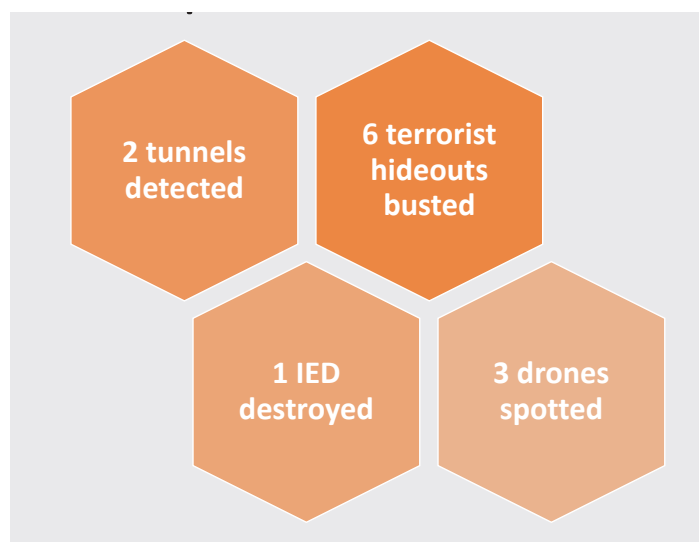 2 tunnels
detected
6 terrorist
hideouts
busted
1 IED
destroyed
3 drones
spotted